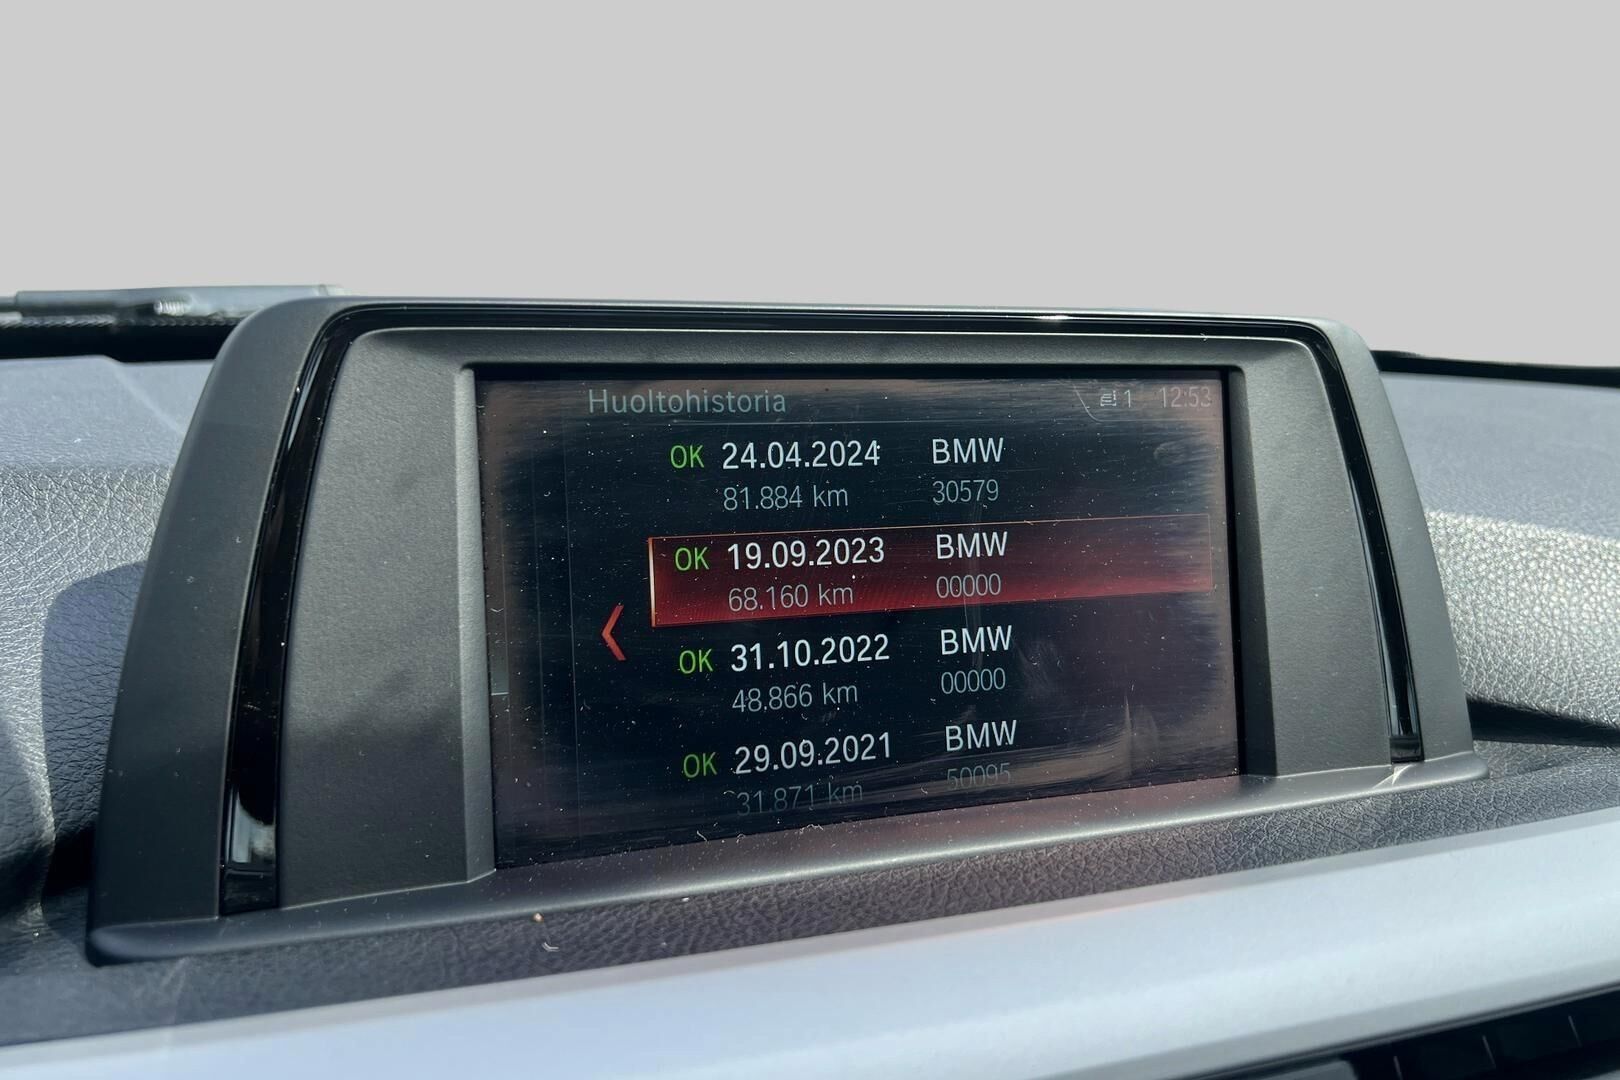 Huoltohistoria 1 12:53
OK 24.04.2024 BMW
81.884 km 30579
OK 19.09.2023 BMW
68.160 km 00000
OK 31.10.2022 BMW
48.866 km 00000
OK 29.09.2021 BMW
31.871 km 50095